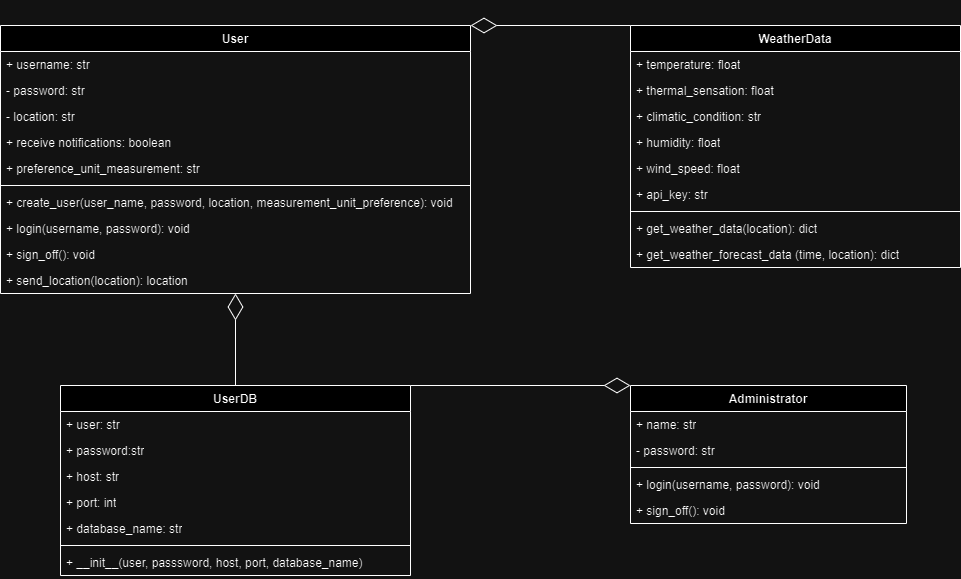 User
+ username: str
- password: str
- location: str
+ receive notifications: boolean
+ preference_unit_measurement: str
+ create_user(user_name, password, location, measurement_unit_preference): void
+ login(username, password): void
+ sign_off(): void
+ send_location(location): location
WeatherData
+ temperature: float
+ thermal_sensation: float
+ climatic_condition: str
+ humidity: float
+ wind_speed: float
+ api_key: str
+ get_weather_data(location): dict
+ get_weather_forecast_data (time, location): dict
UserDB
+ user: str
+ password:str
+ host: str
+ port: int
+ database_name: str
+ __init__(user, passsword, host, port, database_name)
Administrator
+ name: str
- password: str
+ login(username, password): void
+ sign_off(): void